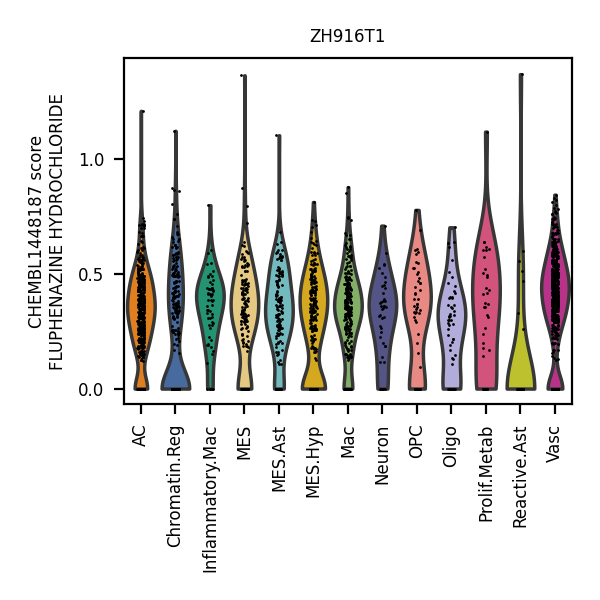 ZH916T1
CHEMBL1448187 score
FLUPHENAZINE HYDROCHLORIDE
1.0
0.5
0.0
AC
Chromatin.Reg
Inflammatory.Mac
MES
MES.Ast
MES.Hyp
Mac
Neuron
OPC
Oligo
Prolif.Metab
Reactive.Ast
Vasc